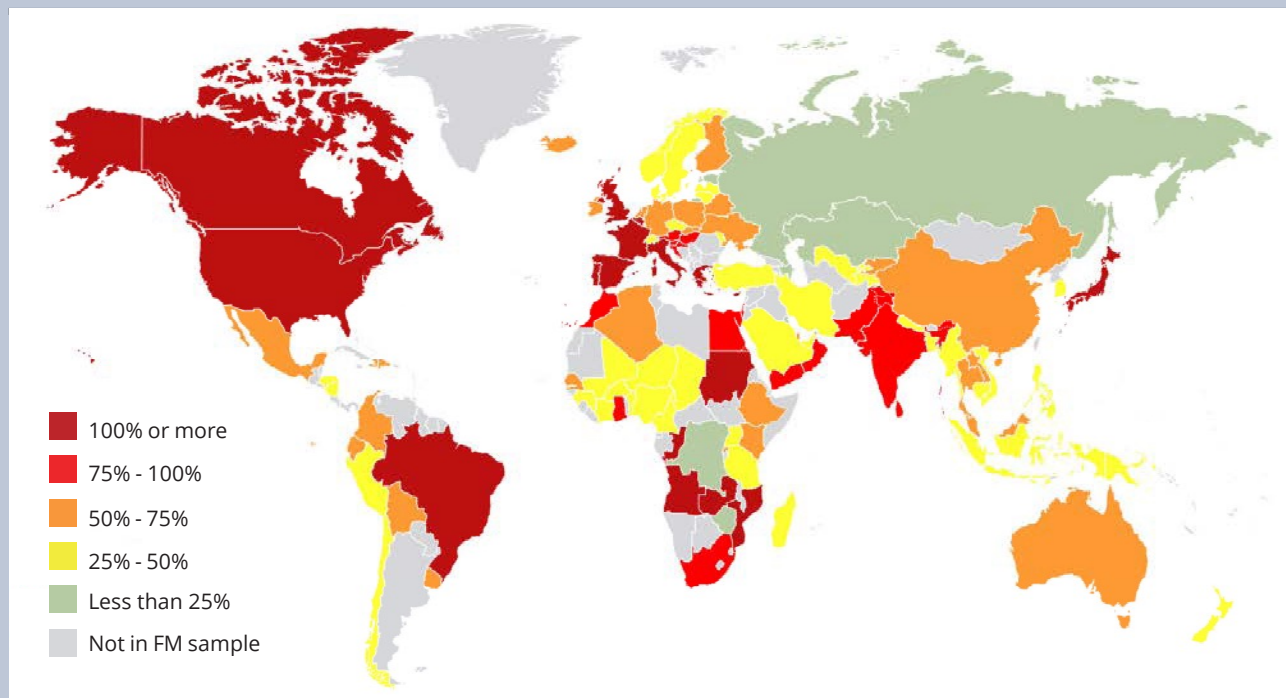 100% or more
75% - 100%
50% - 75%
25% - 50%
Less than 25%
Not in FM sample